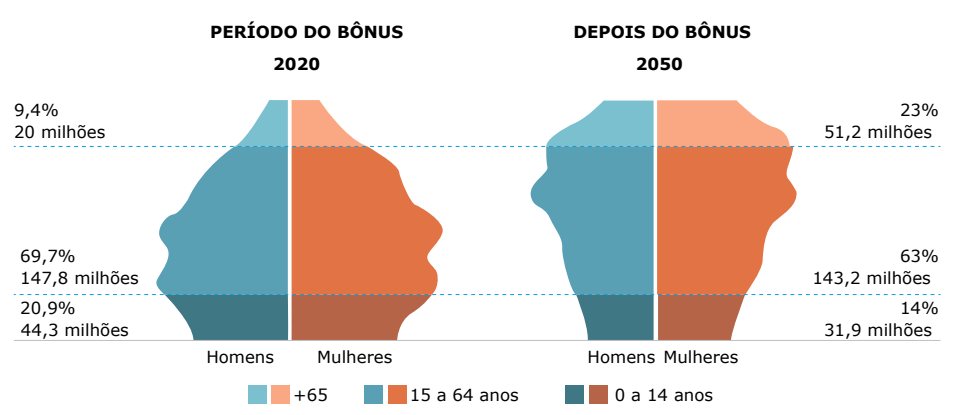 PERÍODO DO BÔNUS
2020
DEPOIS DO BÔNUS
2050
9,4%
20 milhões
69,7%
147,8 milhões
20,9%
44,3 milhões
23%
51,2 milhões
63%
143,2 milhões
14%
31,9 milhões
Homens Mulheres
Homens Mulheres
+65 15 a 64 anos 0 a 14 anos